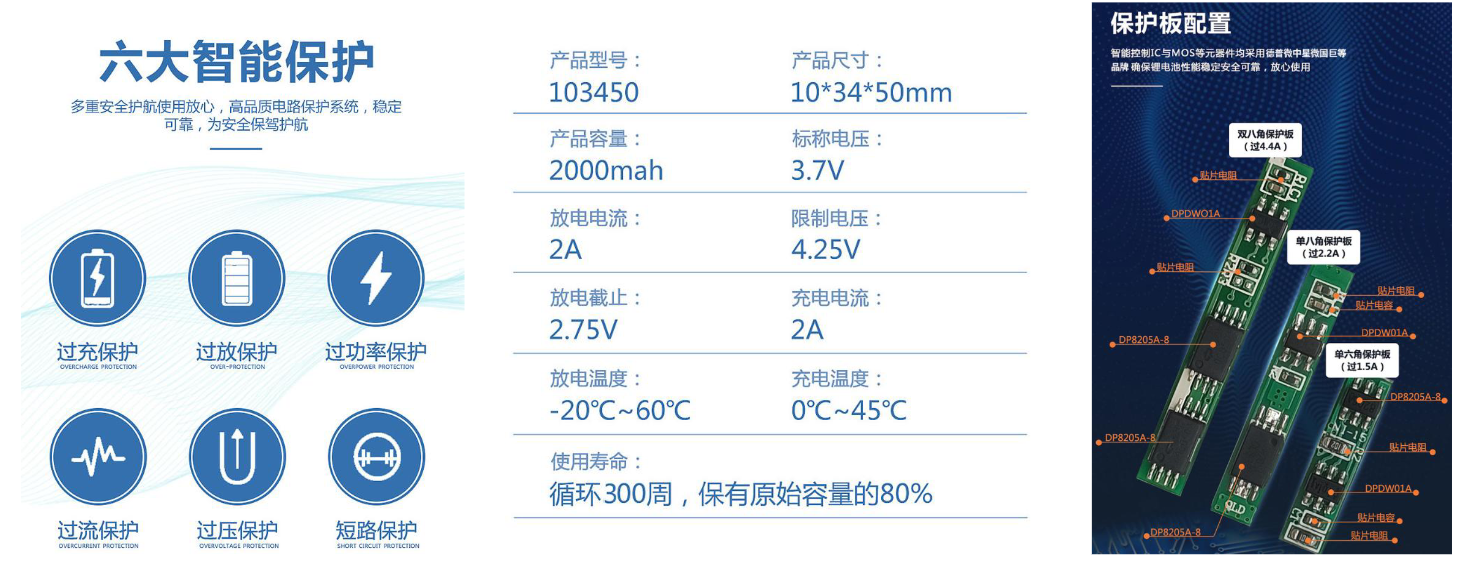 六大智能保护
多重安全护航使用放心，高品质电路保护系统，稳定
可靠，为安全保驾护航
过充保护
OVERCHARGE PROTECTION
过放保护
OVER-PROTECTION
过功率保护
OVERPOWER PROTECTION
过流保护
OVERCURRENT PROTECTION
过压保护
OVERVOLTAGE PROTECTION
短路保护
SHORT CIRCUIT PROTECTION
产品型号：
103450
产品尺寸：
10*34*50mm
产品容量：
2000mah
标称电压：
3.7V
放电电流：
2A
限制电压：
4.25V
放电截止：
2.75V
充电电流：
2A
放电温度：
-20℃~60℃
充电温度：
0℃~45℃
使用寿命：
循环300周，保有原始容量的80%
保护板配置
智能控制IC与MOS等元器件均采用德普微中星微国巨等
品牌 确保锂电池性能稳定安全可靠，放心使用
双八角保护板
（过4.4A）
贴片电阻
DPDWO1A
贴片电阻
DP8205A-8
DP8205A-8
单八角保护板
（过2.2A）
贴片电阻
贴片电容
DPDW01A
DP8205A-8
单六角保护板
（过1.5A）
DP8205A-8
贴片电阻
DPDW01A
贴片电容
贴片电阻
R1C1
R2
QLD